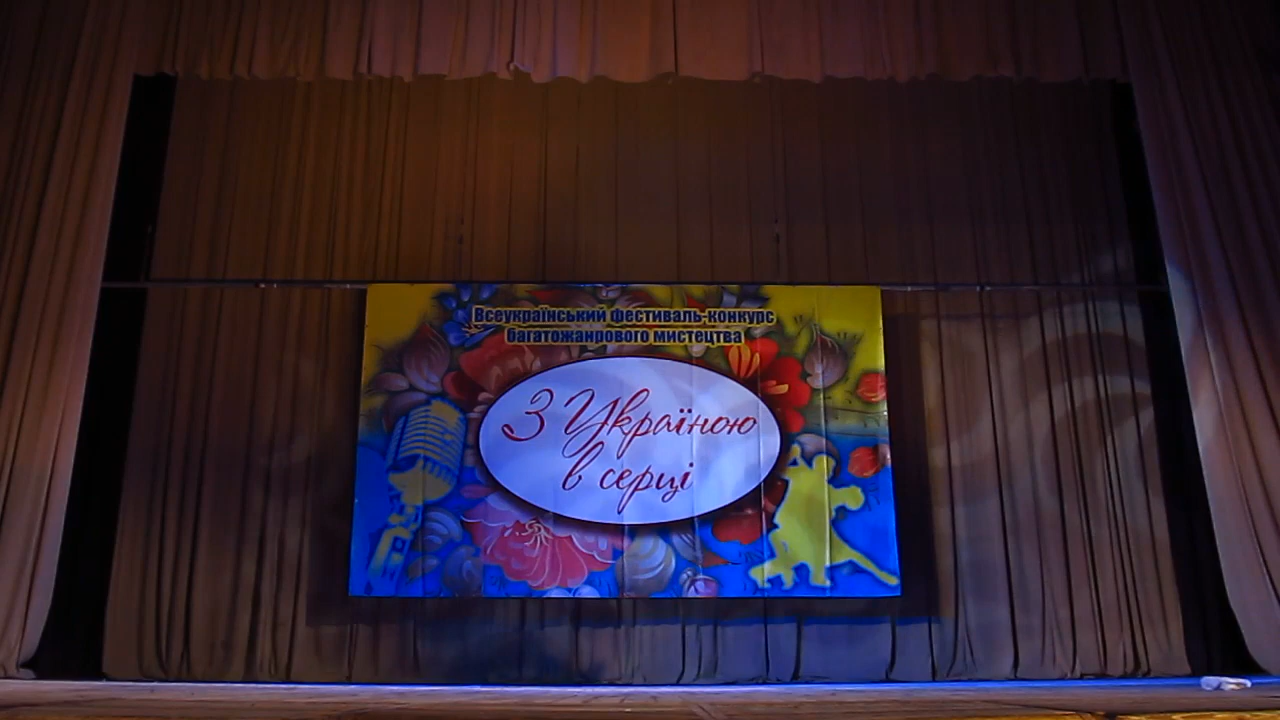 Всеукраїнський фестиваль-конкурс
багатожанрового мистецтва
З Україною
в серці